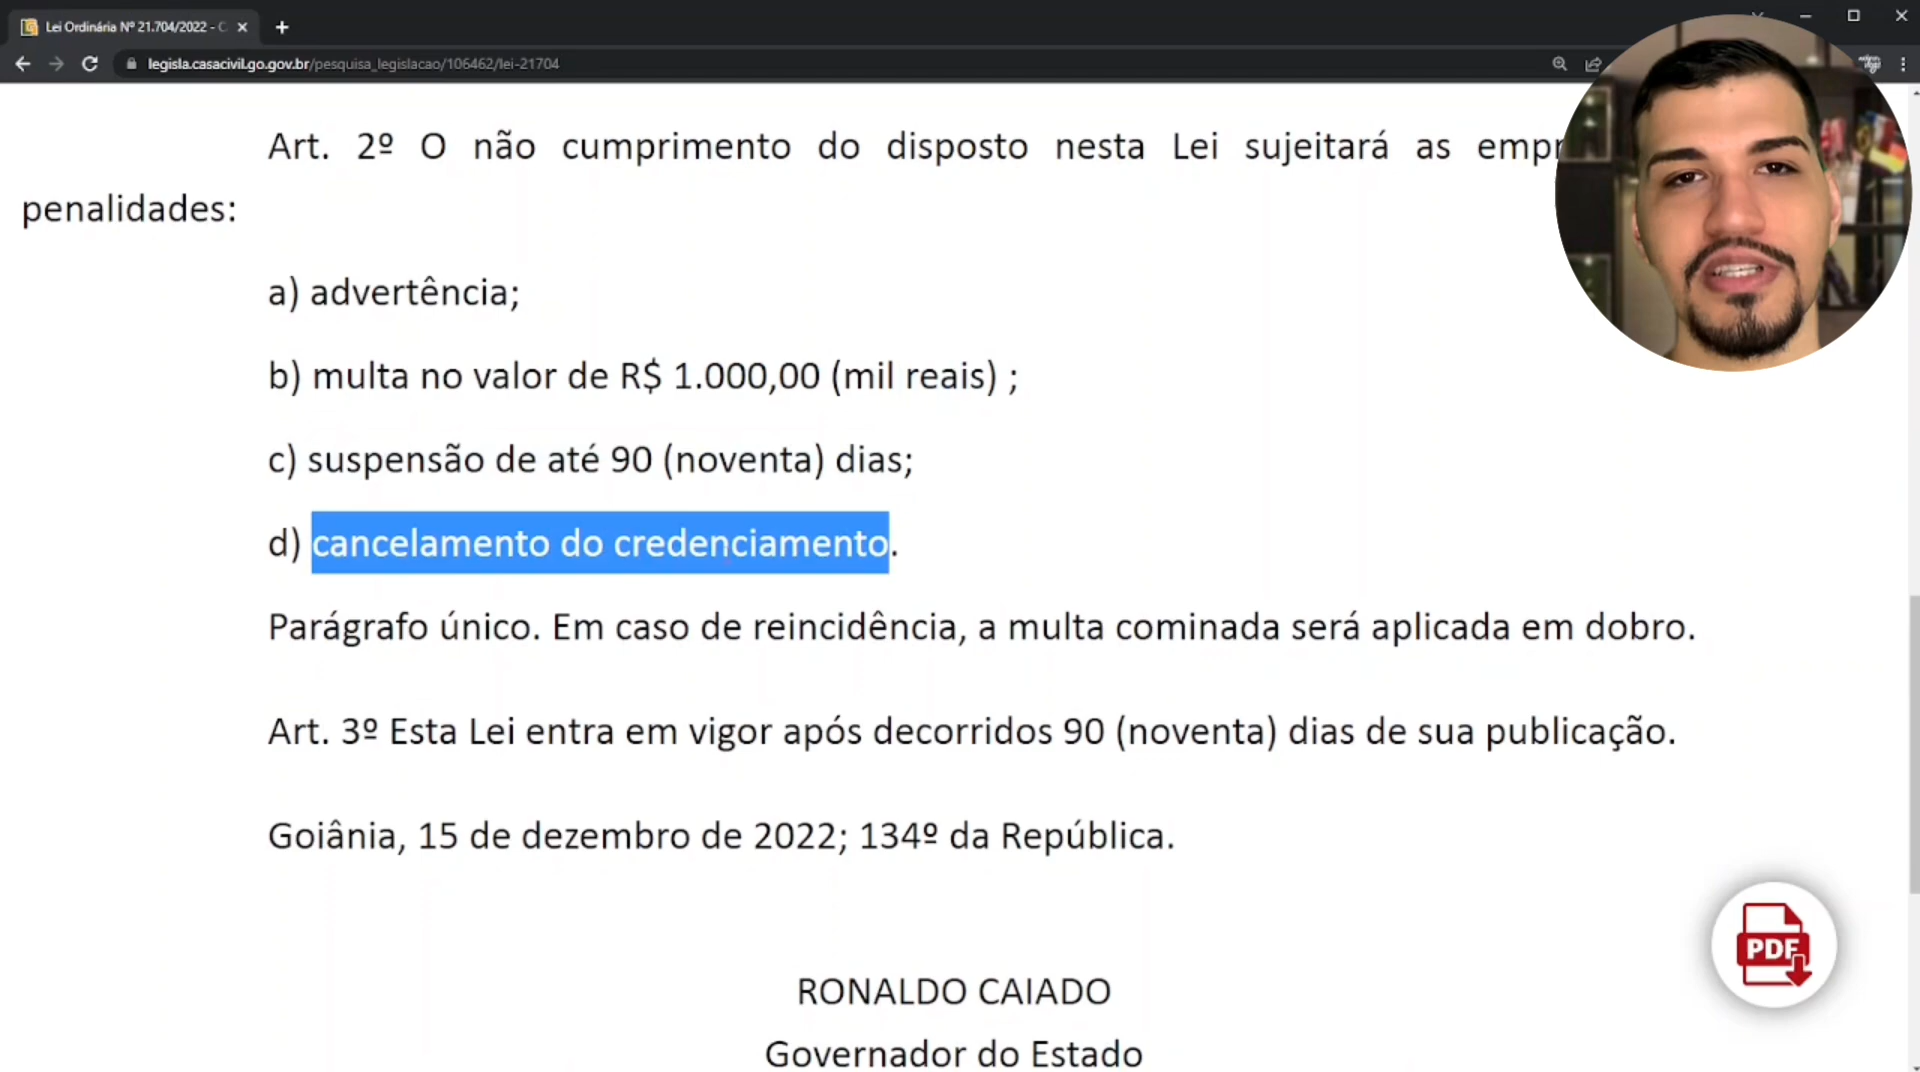 Lei Ordinária Nº 21.704/2022 - C
legisla.casacivil.go.gov.br/pesquisa_legislacao/106462/lei-21704
Art. 2º O não cumprimento do disposto nesta Lei sujeitará as empr
penalidades:
a) advertência;
b) multa no valor de R$ 1.000,00 (mil reais) ;
c) suspensão de até 90 (noventa) dias;
d) cancelamento do credenciamento.
Parágrafo único. Em caso de reincidência, a multa cominada será aplicada em dobro.
Art. 3º Esta Lei entra em vigor após decorridos 90 (noventa) dias de sua publicação.
Goiânia, 15 de dezembro de 2022; 134º da República.
PDF
RONALDO CAIADO
Governador do Estado